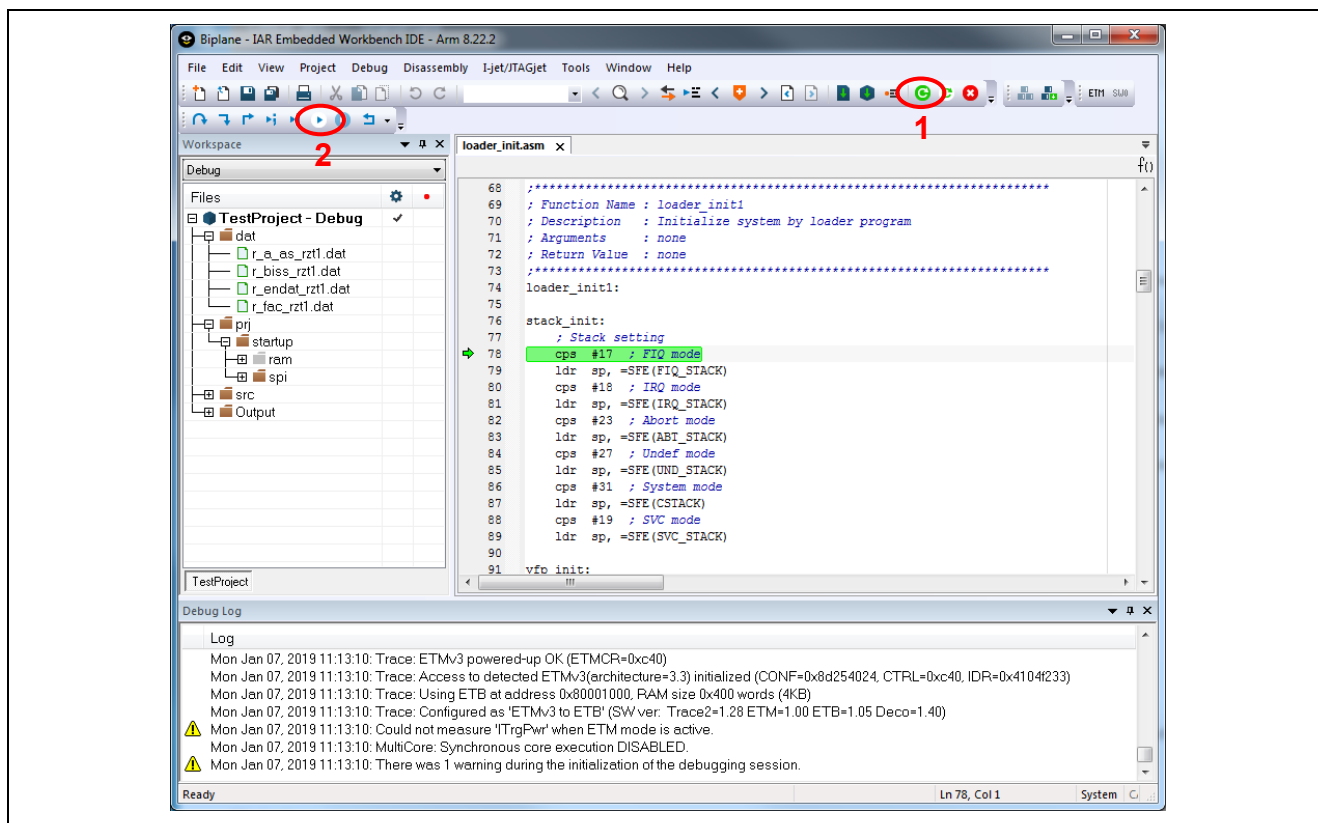 Biplane - IAR Embedded Workbench IDE - Arm 8.22.2
File Edit View Project Debug Disassembly I-jet/JTAGjet Tools Window Help
ETM SWO
1
2
Workspace
Debug
Files
TestProject - Debug
dat
r_a_as_rzt1.dat
r_biss_rzt1.dat
r_endat_rzt1.dat
r_fac_rzt1.dat
prj
startup
ram
spi
src
Output
TestProject
loader_init.asm
f()
68 ;***********************************************************************
69 ; Function Name : loader_init1
70 ; Description : Initialize system by loader program
71 ; Arguments : none
72 ; Return Value : none
73 ;***********************************************************************
74 loader_init1:
75
76 stack_init:
77 ; Stack setting
78 cps #17 ; FIQ mode
79 ldr sp, =SFE(FIQ_STACK)
80 cps #18 ; IRQ mode
81 ldr sp, =SFE(IRQ_STACK)
82 cps #23 ; Abort mode
83 ldr sp, =SFE(ABT_STACK)
84 cps #27 ; Undef mode
85 ldr sp, =SFE(UND_STACK)
86 cps #31 ; System mode
87 ldr sp, =SFE(CSTACK)
88 cps #19 ; SVC mode
89 ldr sp, =SFE(SVC_STACK)
90
91 vfp_init:
Debug Log
Log
Mon Jan 07, 2019 11:13:10: Trace: ETMv3 powered-up OK (ETMCR=0xc40)
Mon Jan 07, 2019 11:13:10: Trace: Access to detected ETMv3(architecture=3.3) initialized (CONF=0x8d254024, CTRL=0xc40, IDR=0x4104f233)
Mon Jan 07, 2019 11:13:10: Trace: Using ETB at address 0x80001000, RAM size 0x400 words (4KB)
Mon Jan 07, 2019 11:13:10: Trace: Configured as 'ETMv3 to ETB' (SW ver: Trace2=1.28 ETM=1.00 ETB=1.05 Deco=1.40)
Mon Jan 07, 2019 11:13:10: Could not measure 'ITrgPwr' when ETM mode is active.
Mon Jan 07, 2019 11:13:10: MultiCore: Synchronous core execution DISABLED.
Mon Jan 07, 2019 11:13:10: There was 1 warning during the initialization of the debugging session.
Ready
Ln 78, Col 1
System